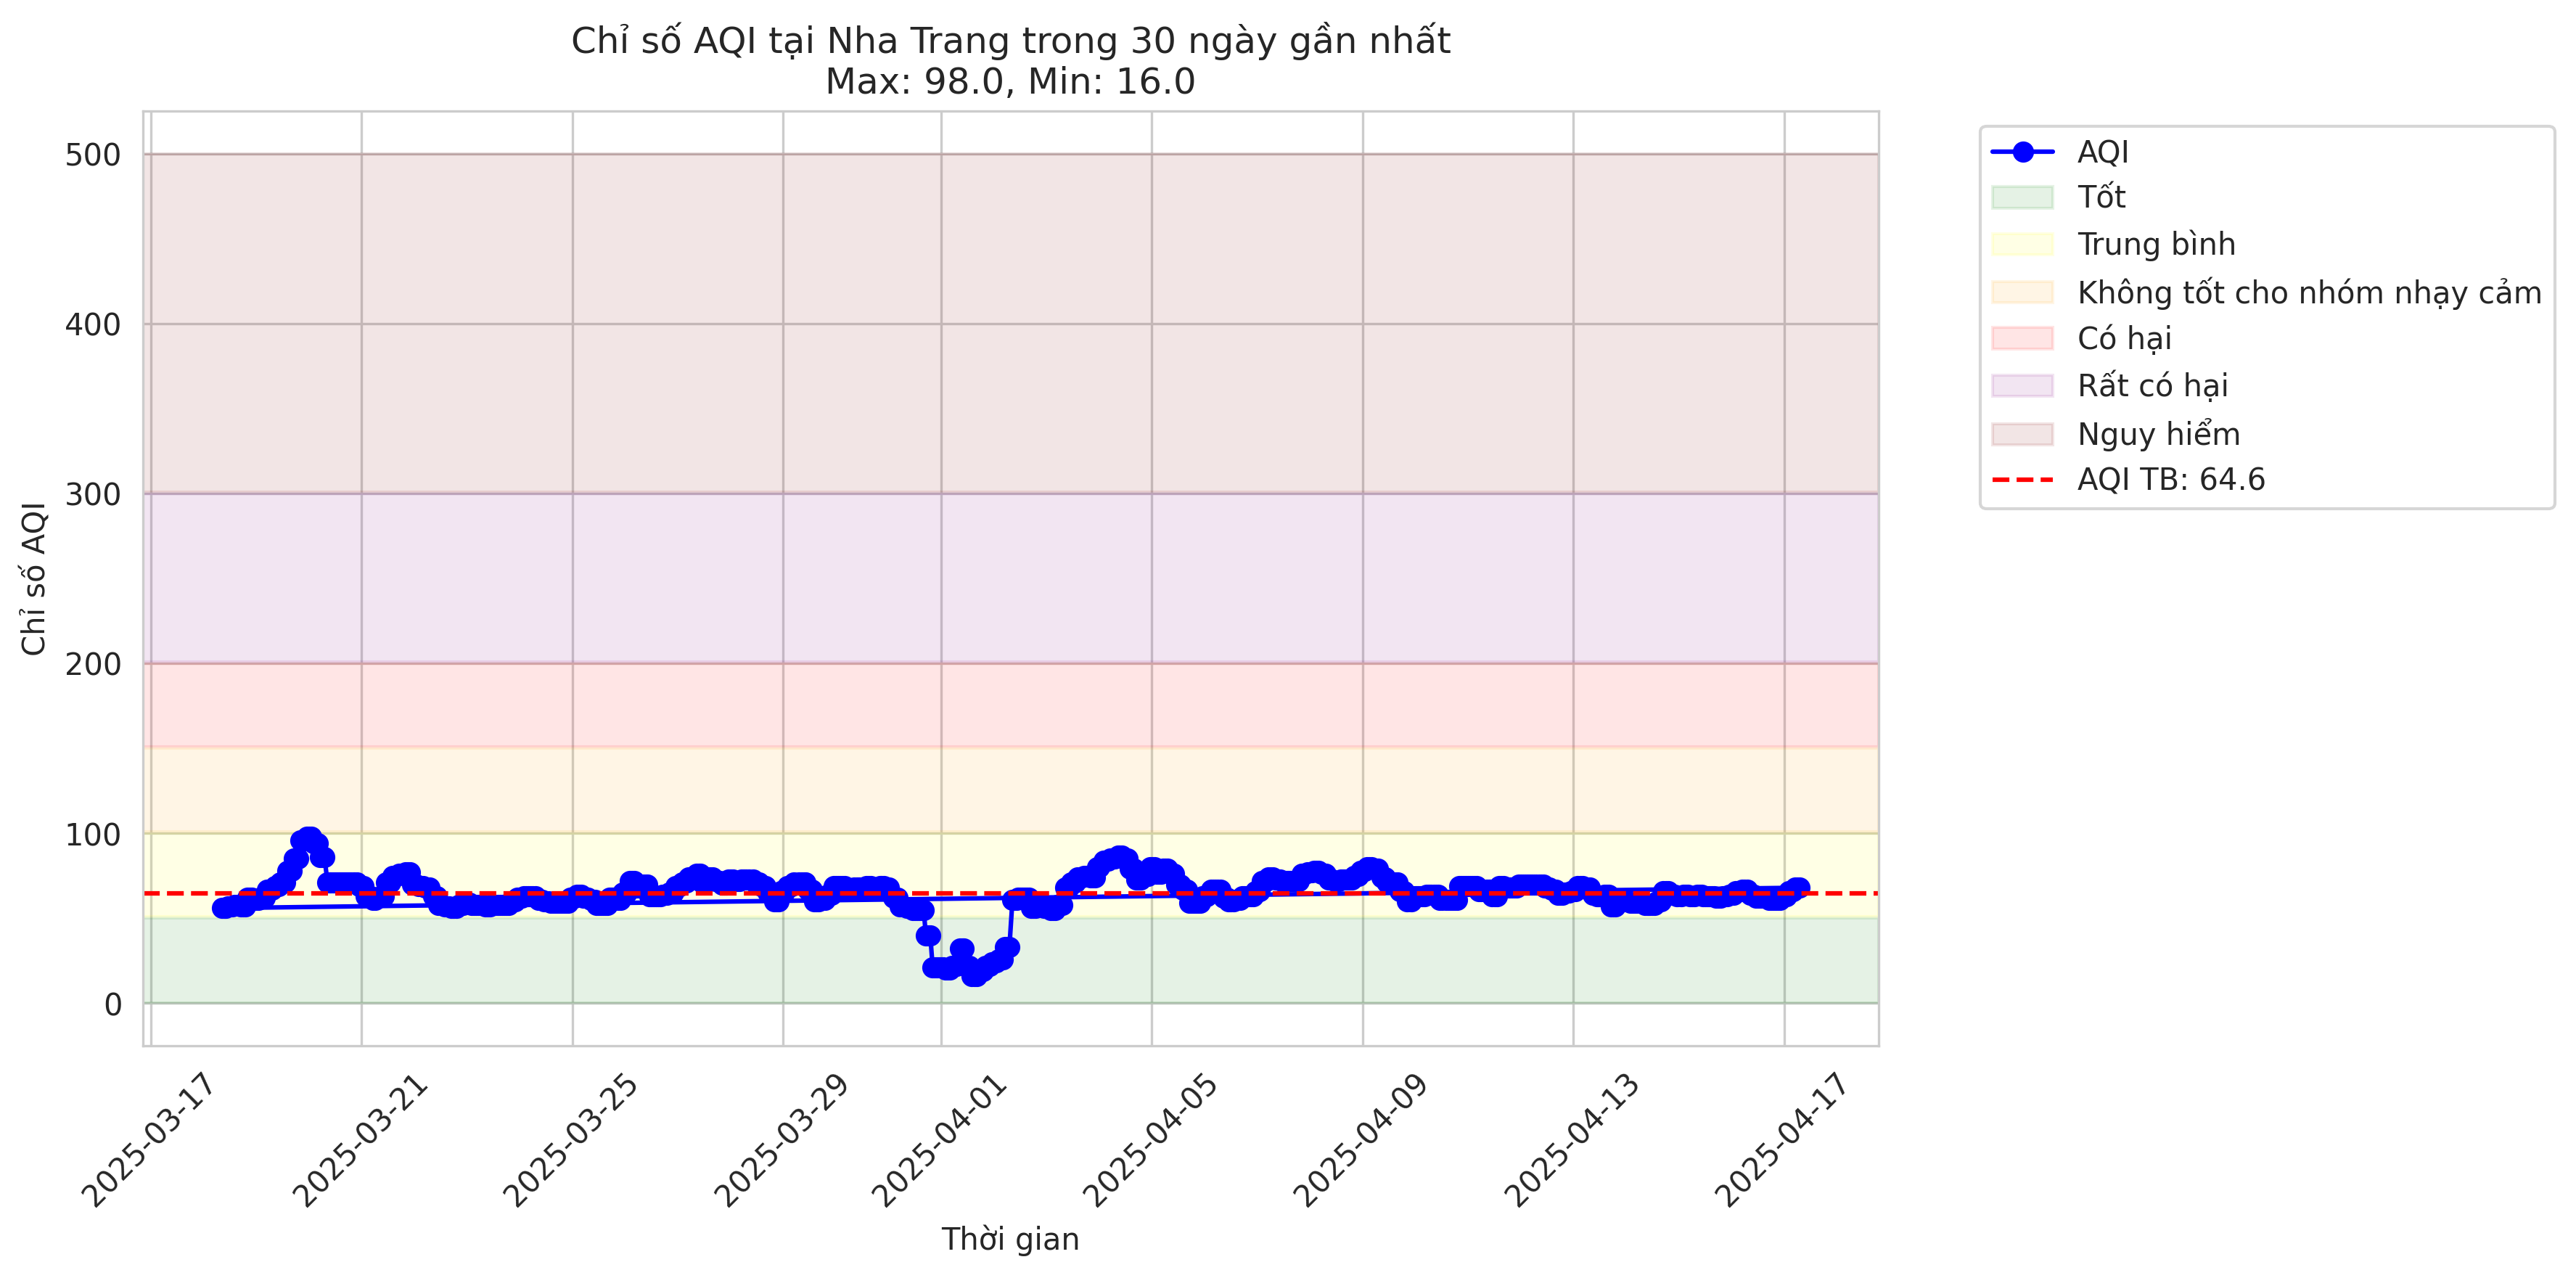 Chỉ số AQI tại Nha Trang trong 30 ngày gần nhất
Max: 98.0, Min: 16.0
Chỉ số AQI
500
400
300
200
100
0
2025-03-17
2025-03-21
2025-03-25
2025-03-29
2025-04-01
2025-04-05
2025-04-09
2025-04-13
2025-04-17
Thời gian
AQI
Tốt
Trung bình
Không tốt cho nhóm nhạy cảm
Có hại
Rất có hại
Nguy hiểm
AQI TB: 64.6